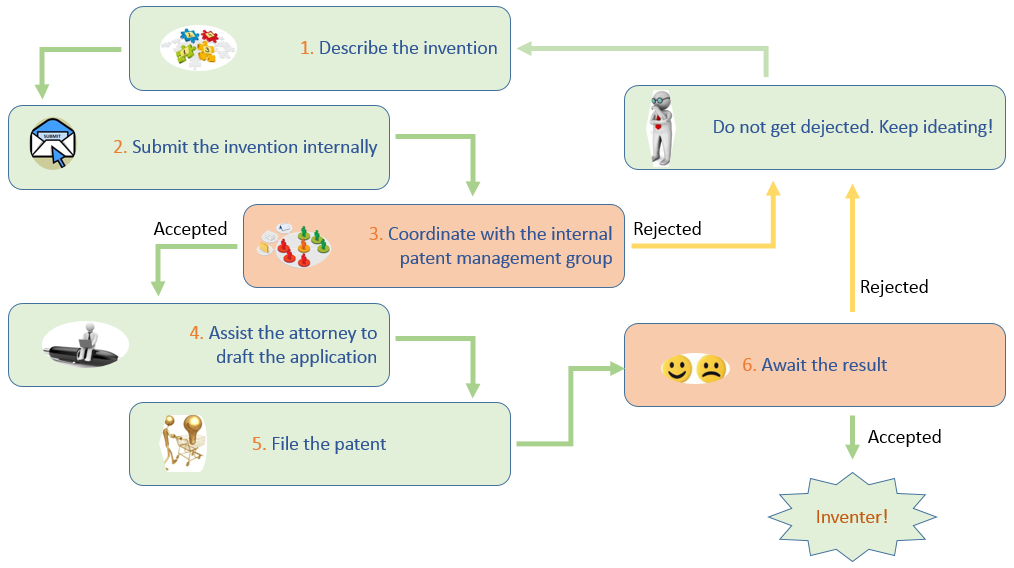 1. Describe the invention
SUBMIT
2. Submit the invention internally
Do not get dejected. Keep ideating!
Accepted
3. Coordinate with the internal
patent management group
Rejected
Rejected
4. Assist the attorney to
draft the application
6. Await the result
5. File the patent
Accepted
Inventer!